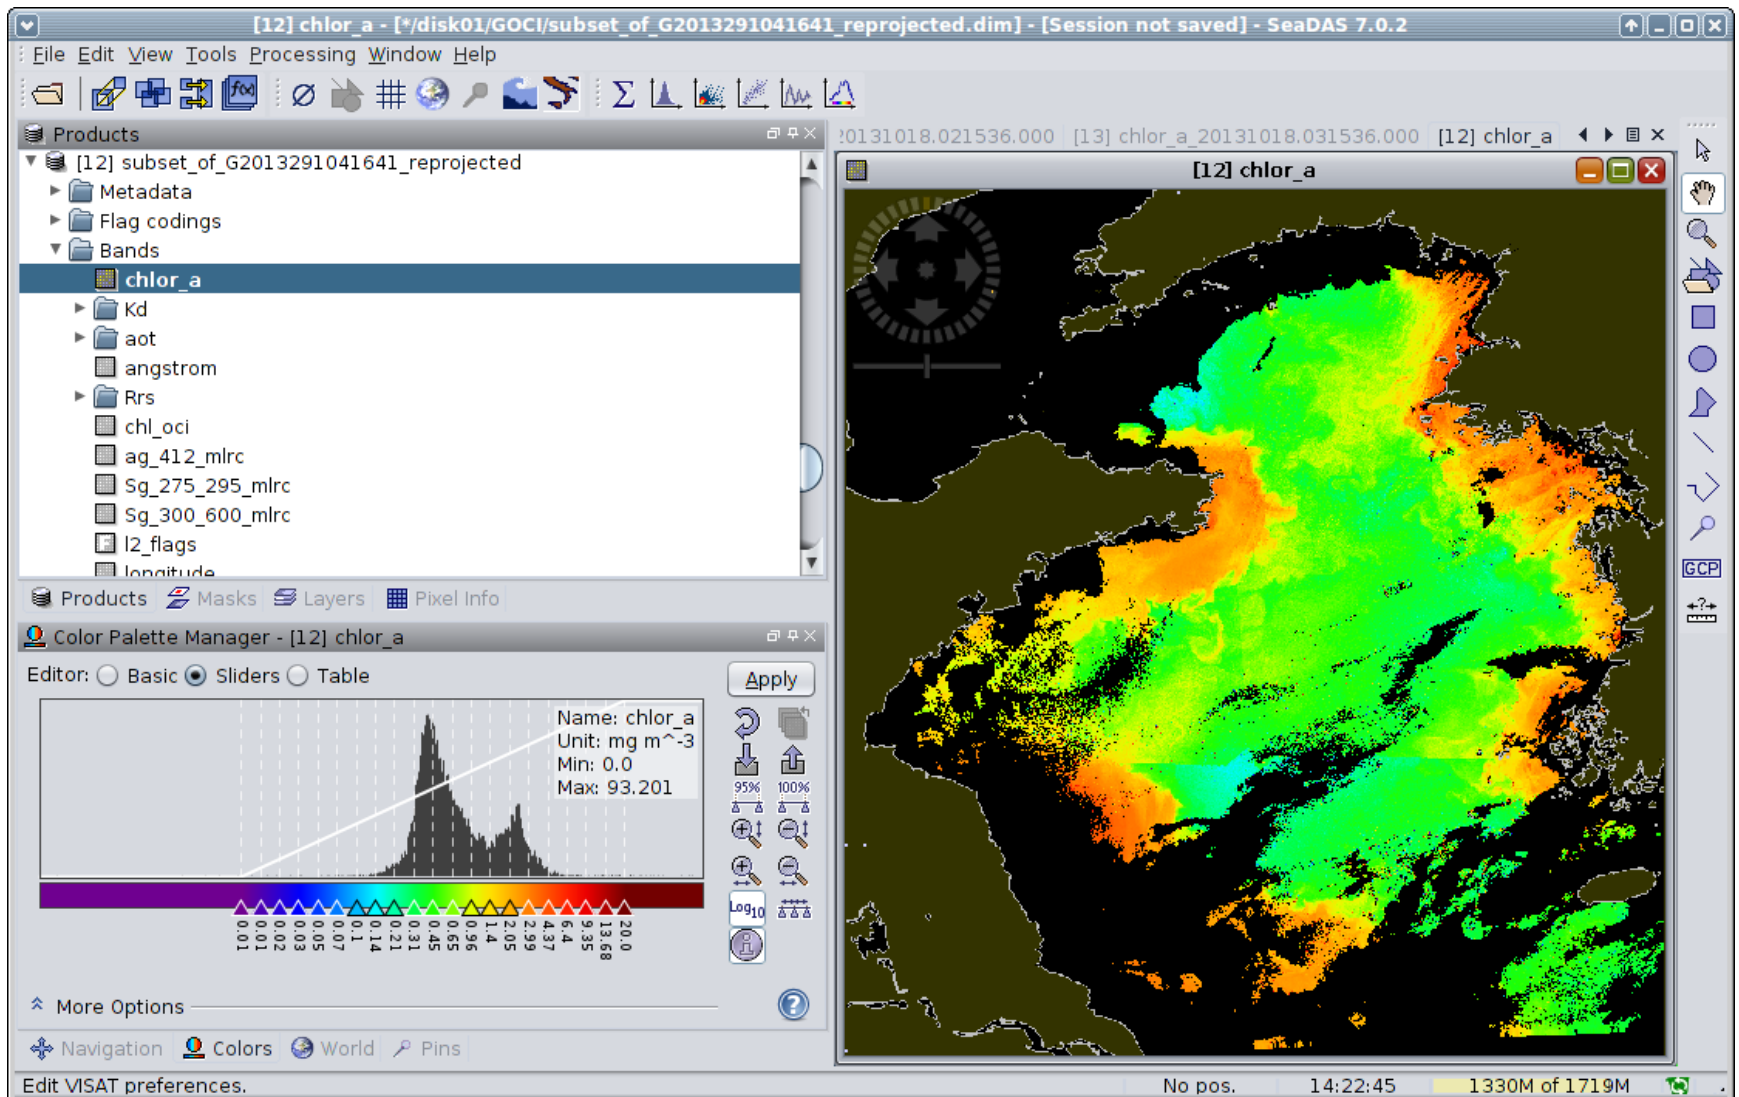 [12] chlor_a - [*/disk01/GOCI/subset_of_G2013291041641_reprojected.dim] - [Session not saved] - SeaDAS 7.0.2
File Edit View Tools Processing Window Help
f(x)
Products
[12] subset_of_G2013291041641_reprojected
Metadata
Flag codings
Bands
chlor_a
Kd
aot
angstrom
Rrs
chl_oci
ag_412_mlrc
Sg_275_295_mlrc
Sg_300_600_mlrc
l2_flags
longitude
Products Masks Layers Pixel Info
Color Palette Manager - [12] chlor_a
Editor: Basic Sliders Table
Apply
Name: chlor_a
Unit: mg m^-3
Min: 0.0
Max: 93.201
95% 100%
Log10
0.01 0.01 0.02 0.03 0.05 0.07 0.1 0.14 0.21 0.31 0.45 0.65 0.96 1.4 2.05 2.99 4.37 6.4 9.35 13.68 20.0
More Options
Navigation Colors World Pins
20131018.021536.000 [13] chlor_a_20131018.031536.000 [12] chlor_a
[12] chlor_a
GCP
Edit VISAT preferences.
No pos. 14:22:45 1330M of 1719M